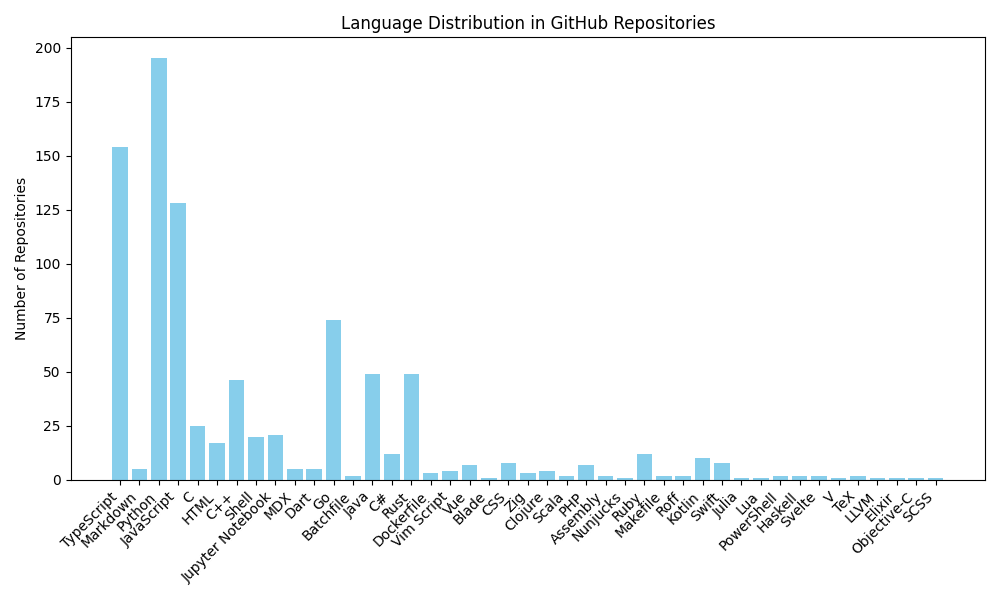 Language Distribution in GitHub Repositories
Number of Repositories
200
175
150
125
100
75
50
25
0
TypeScript
Markdown
Python
JavaScript
C
HTML
C++
Shell
Jupyter Notebook
MDX
Dart
Go
Batchfile
Java
C#
Rust
Dockerfile
Vim Script
Vue
Blade
CSS
Zig
Clojure
Scala
PHP
Assembly
Nunjucks
Ruby
Makefile
Roff
Kotlin
Swift
Julia
Lua
PowerShell
Haskell
Svelte
V
TeX
LLVM
Elixir
Objective-C
SCSS